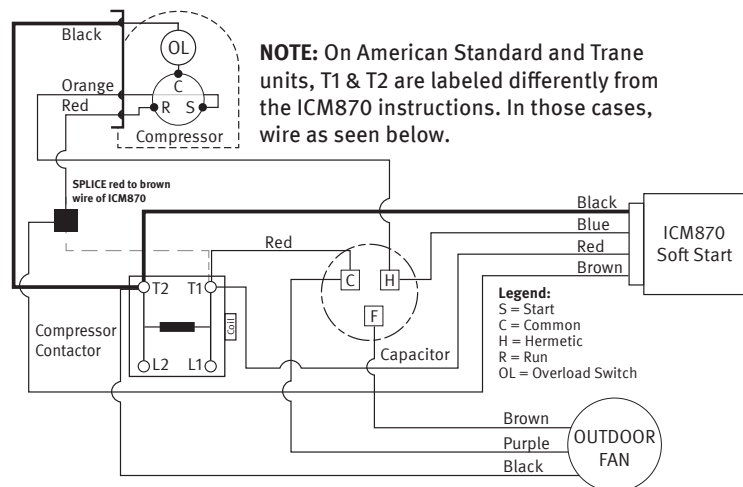 Black
OL
NOTE: On American Standard and Trane
units, T1 & T2 are labeled differently from
the ICM870 instructions. In those cases,
wire as seen below.
C
Orange
Red
R S
Compressor
SPLICE red to brown
wire of ICM870
Black
Blue
Red
Brown
ICM870
Soft Start
Red
C
H
F
T2 T1
Coil
L2 L1
Compressor
Contactor
Capacitor
Legend:
S = Start
C = Common
H = Hermetic
R = Run
OL = Overload Switch
Brown
Purple
Black
OUTDOOR
FAN